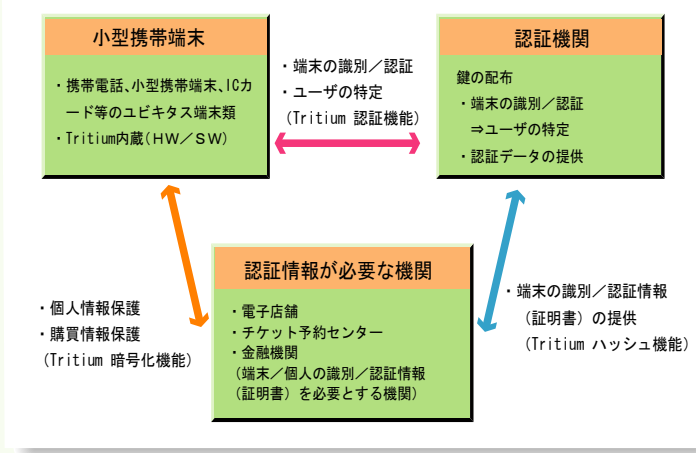 小型携帯端末
・携帯電話、小型携帯端末、ICカ
ード等のユビキタス端末類
・Tritium内蔵(ＨＷ／ＳＷ)
・端末の識別／認証
・ユーザの特定
(Tritium 認証機能)
認証機関
鍵の配布
・端末の識別／認証
⇒ユーザの特定
・認証データの提供
認証情報が必要な機関
・電子店舗
・チケット予約センター
・金融機関
(端末／個人の識別／認証情報
(証明書) を必要とする機関)
・個人情報保護
・購買情報保護
(Tritium 暗号化機能)
・端末の識別／認証情報
(証明書) の提供
(Tritium ハッシュ機能)